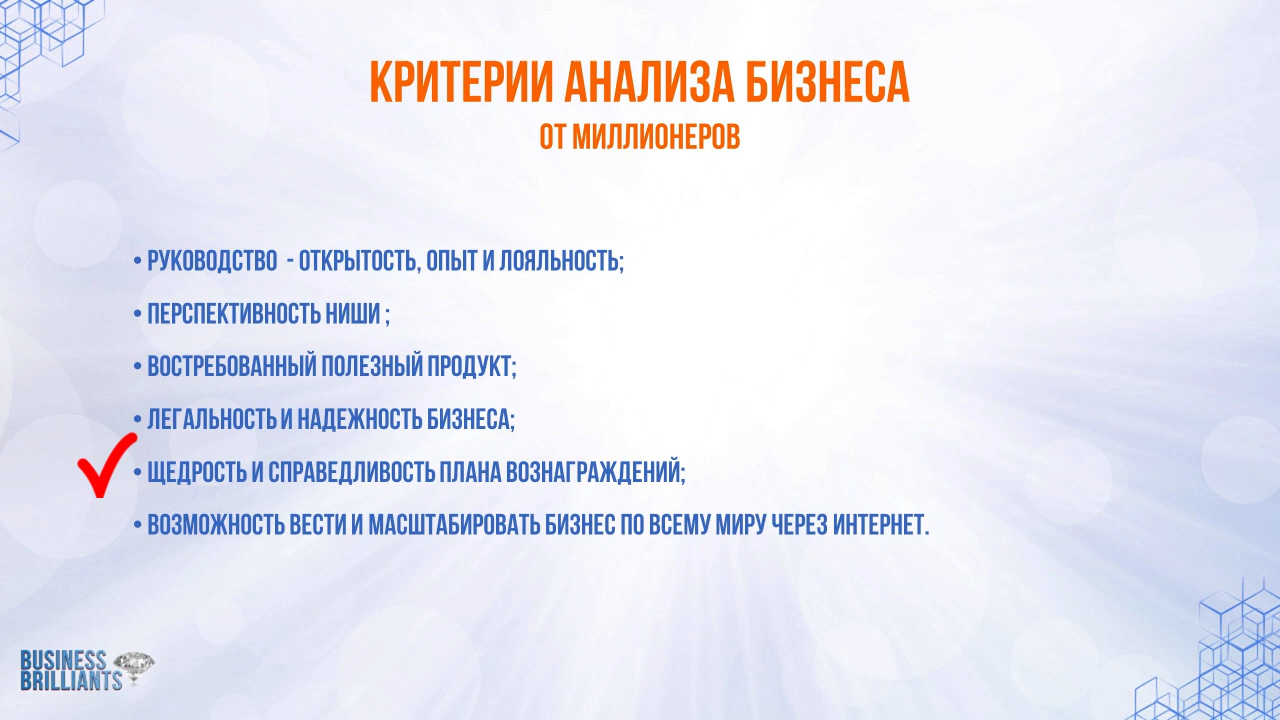 КРИТЕРИИ АНАЛИЗА БИЗНЕСА
ОТ МИЛЛИОНЕРОВ
• РУКОВОДСТВО - ОТКРЫТОСТЬ, ОПЫТ И ЛОЯЛЬНОСТЬ;
• ПЕРСПЕКТИВНОСТЬ НИШИ ;
• ВОСТРЕБОВАННЫЙ ПОЛЕЗНЫЙ ПРОДУКТ;
• ЛЕГАЛЬНОСТЬ И НАДЕЖНОСТЬ БИЗНЕСА;
• ЩЕДРОСТЬ И СПРАВЕДЛИВОСТЬ ПЛАНА ВОЗНАГРАЖДЕНИЙ;
• ВОЗМОЖНОСТЬ ВЕСТИ И МАСШТАБИРОВАТЬ БИЗНЕС ПО ВСЕМУ МИРУ ЧЕРЕЗ ИНТЕРНЕТ.
BUSINESS
BRILLIANTS